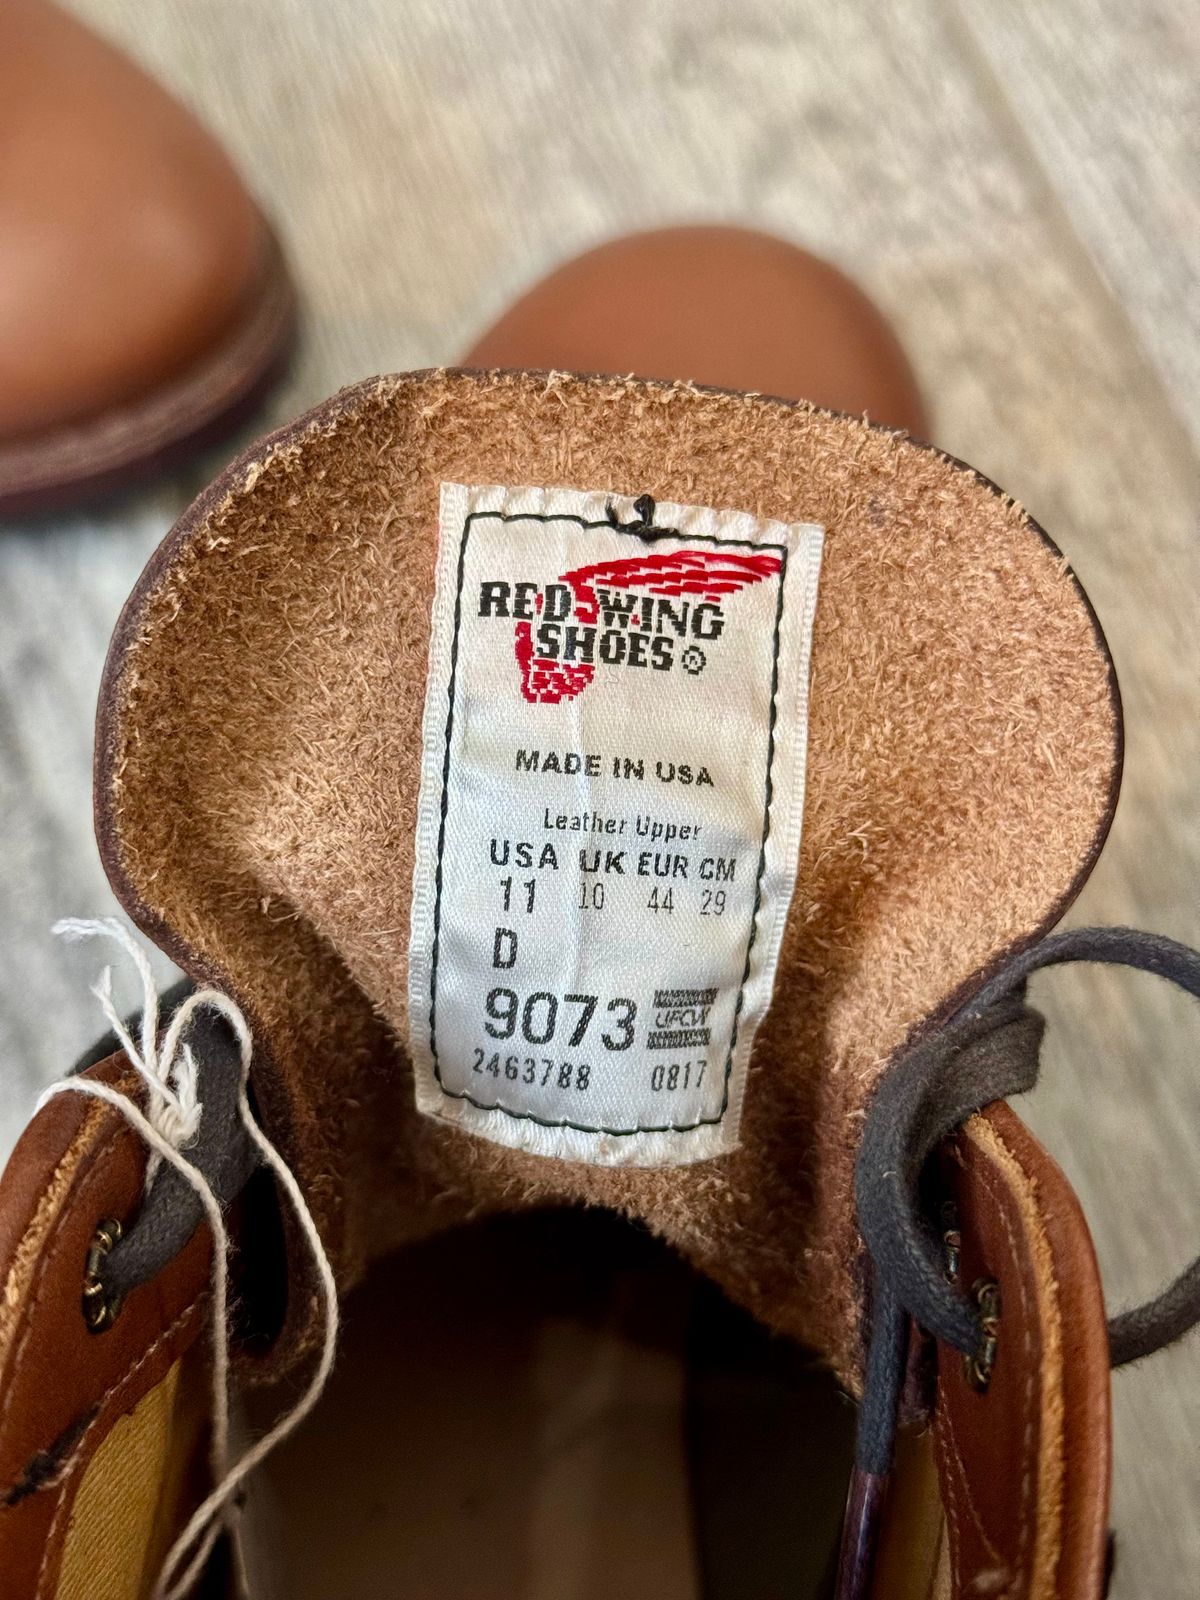 RED WING
SHOES ®
MADE IN USA
Leather Upper
USA UK EUR CM
11 10 44 29
D
9073 UFCW
2463788 0817